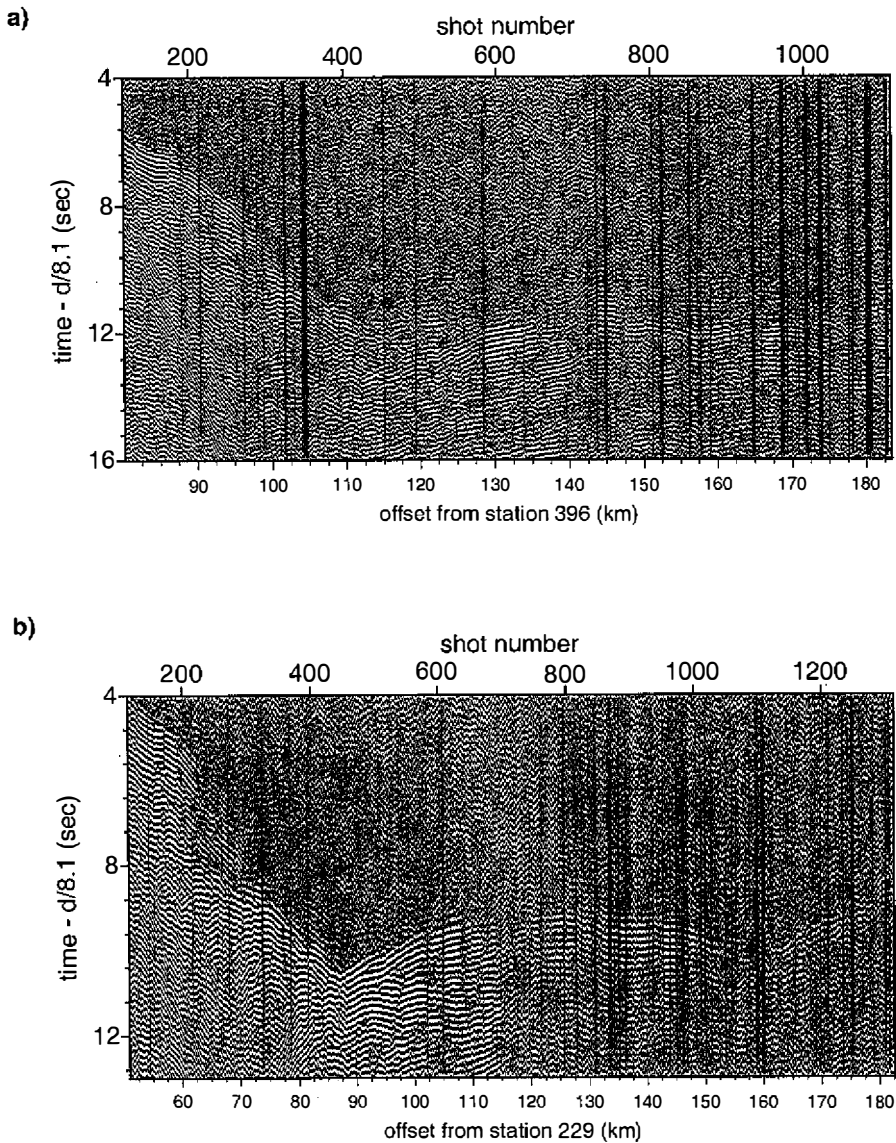 a)
shot number
200 400 600 800 1000
4
8
12
16
time - d/8.1 (sec)
90 100 110 120 130 140 150 160 170 180
offset from station 396 (km)
b)
shot number
200 400 600 800 1000 1200
4
8
12
time - d/8.1 (sec)
60 70 80 90 100 110 120 130 140 150 160 170 180
offset from station 229 (km)